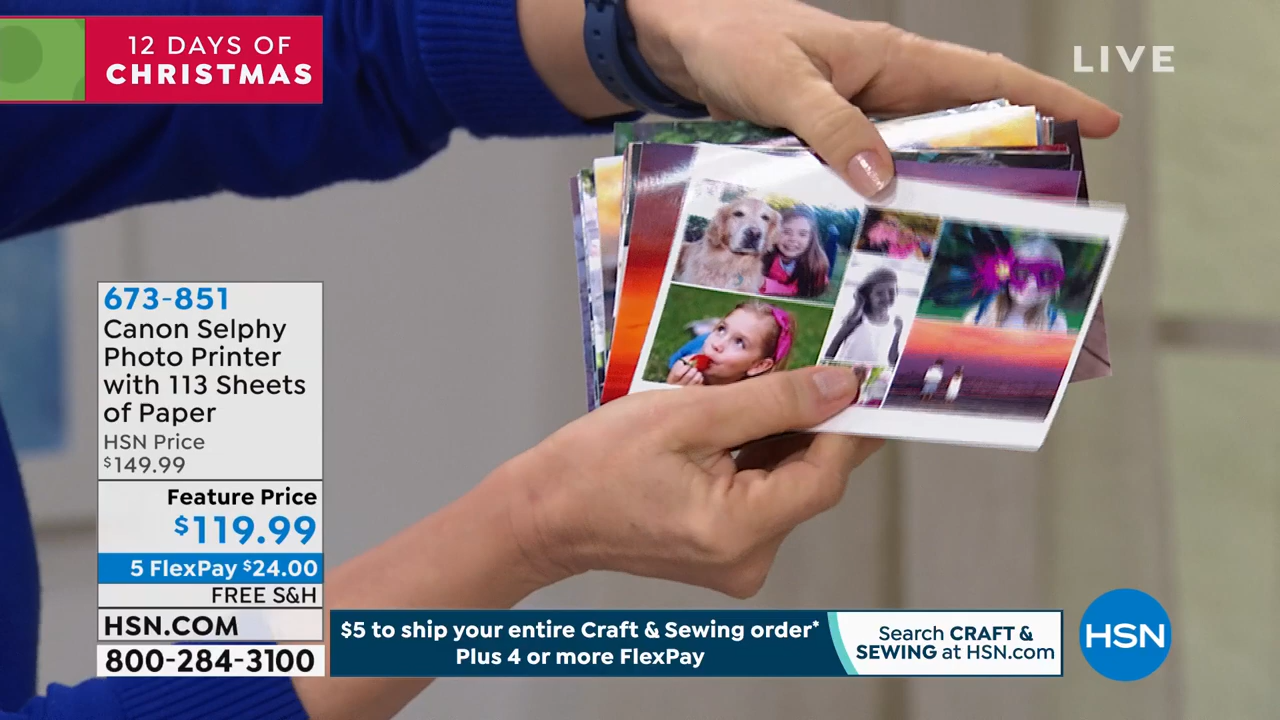 12 DAYS OF
CHRISTMAS
LIVE
673-851
Canon Selphy
Photo Printer
with 113 Sheets
of Paper
HSN Price
$149.99
Feature Price
$119.99
5 FlexPay $24.00
FREE S&H
HSN.COM
800-284-3100
$5 to ship your entire Craft & Sewing order*
Plus 4 or more FlexPay
Search CRAFT &
SEWING at HSN.com
HSN